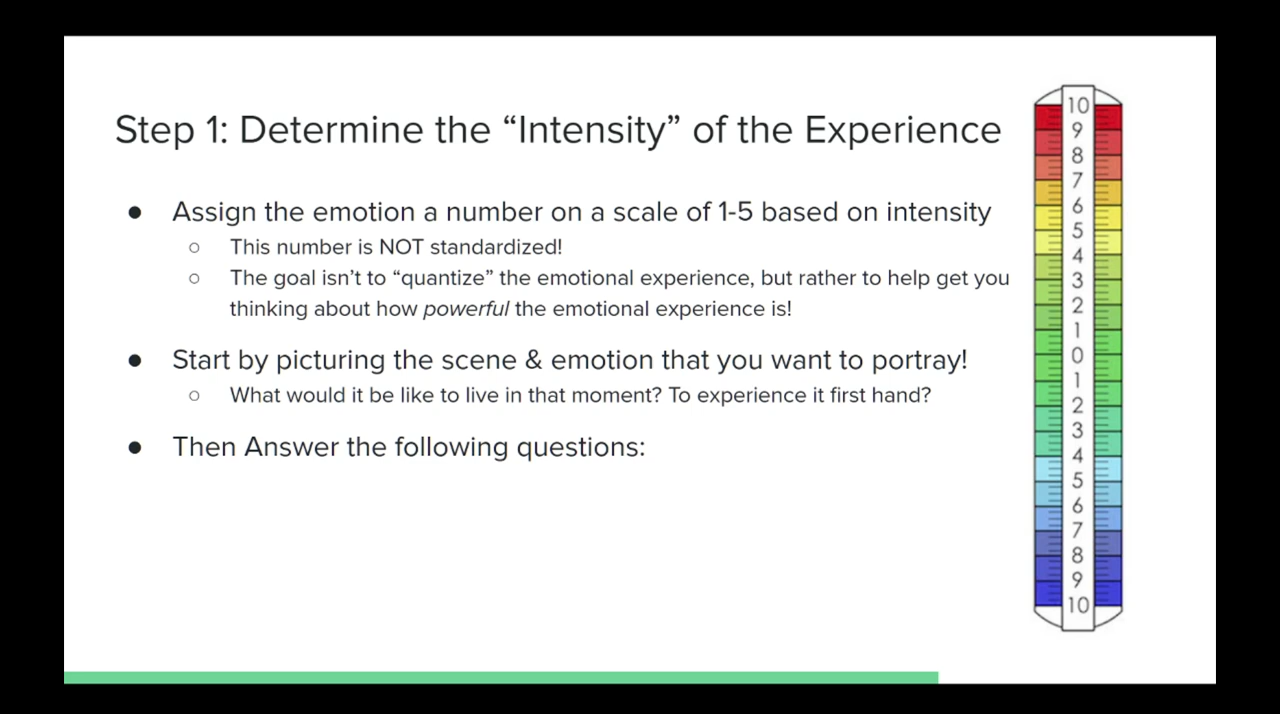 Step 1: Determine the “Intensity” of the Experience
● Assign the emotion a number on a scale of 1-5 based on intensity
○ This number is NOT standardized!
○ The goal isn’t to “quantize” the emotional experience, but rather to help get you
thinking about how powerful the emotional experience is!
● Start by picturing the scene & emotion that you want to portray!
○ What would it be like to live in that moment? To experience it first hand?
● Then Answer the following questions:
10
9
8
7
6
5
4
3
2
1
0
1
2
3
4
5
6
7
8
9
10